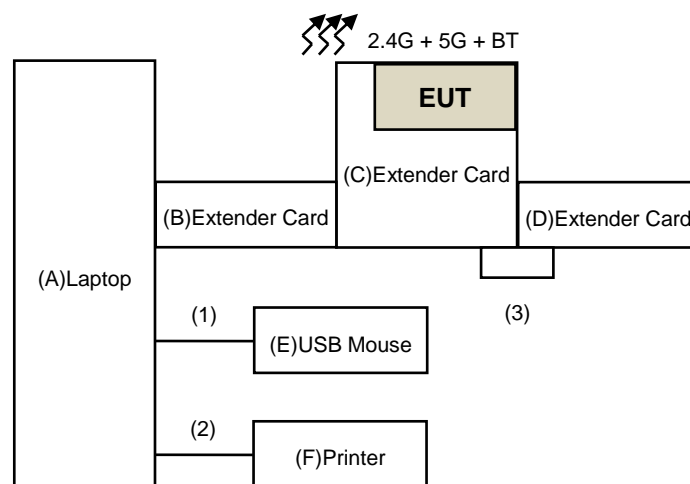 2.4G + 5G + BT
EUT
(C)Extender Card
(B)Extender Card
(D)Extender Card
(A)Laptop
(1)
(3)
(E)USB Mouse
(2)
(F)Printer